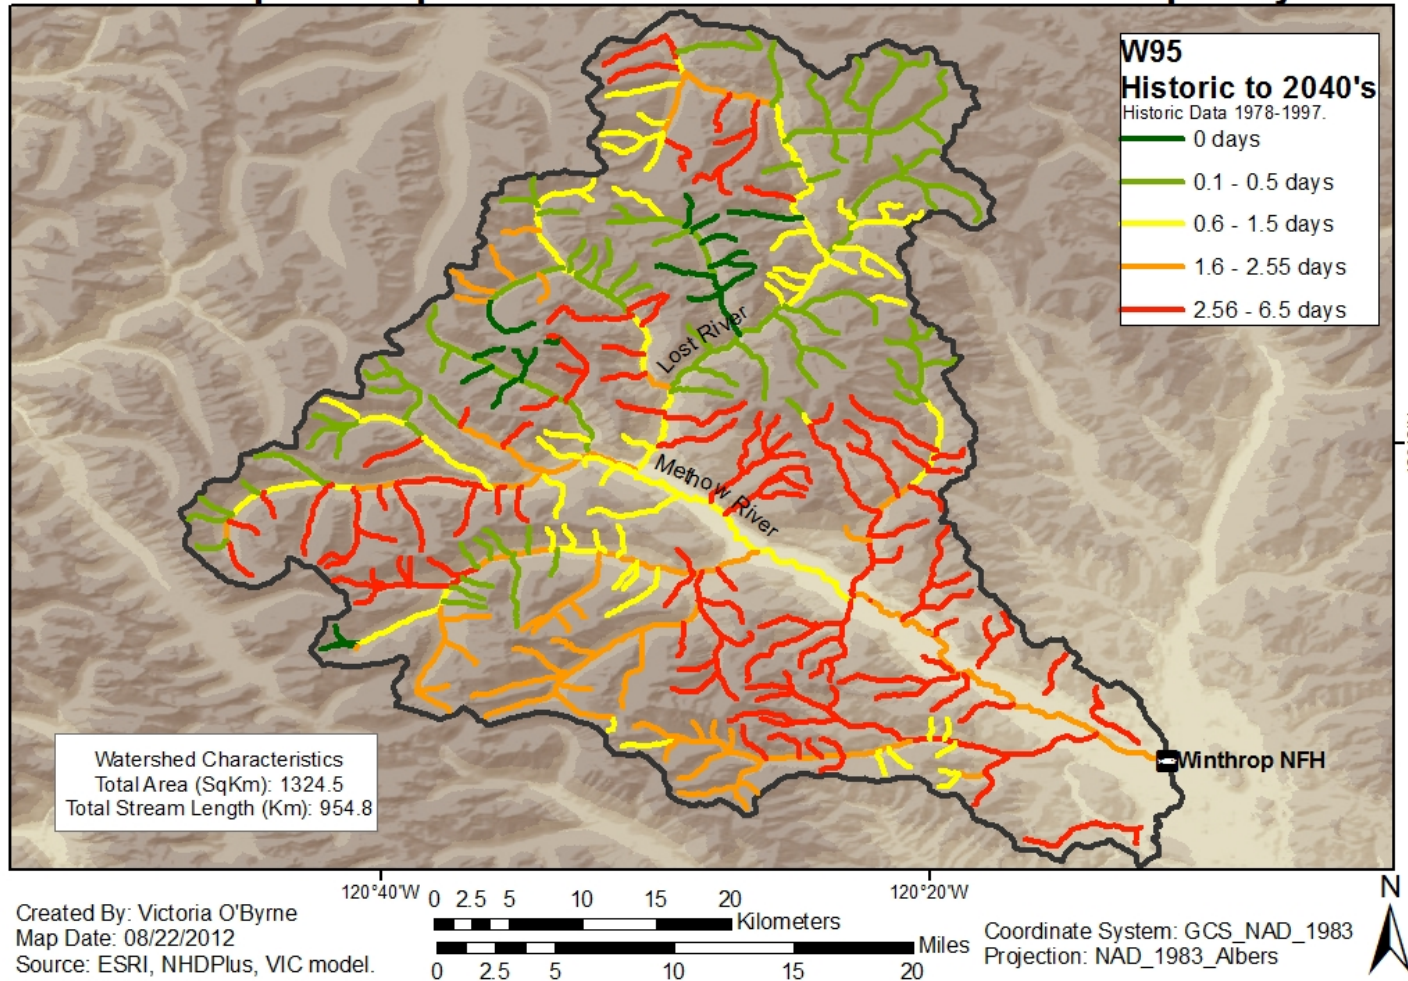 W95
Historic to 2040's
Historic Data 1978-1997.
0 days
0.1 - 0.5 days
0.6 - 1.5 days
1.6 - 2.55 days
2.56 - 6.5 days
Lost River
Methow River
Winthrop NFH
Watershed Characteristics
Total Area (SqKm): 1324.5
Total Stream Length (Km): 954.8
120°40'W
120°20'W
N
0 2.5 5 10 15 20
Kilometers
Miles
0 2.5 5 10 15 20
Created By: Victoria O'Byrne
Map Date: 08/22/2012
Source: ESRI, NHDPlus, VIC model.
Coordinate System: GCS_NAD_1983
Projection: NAD_1983_Albers